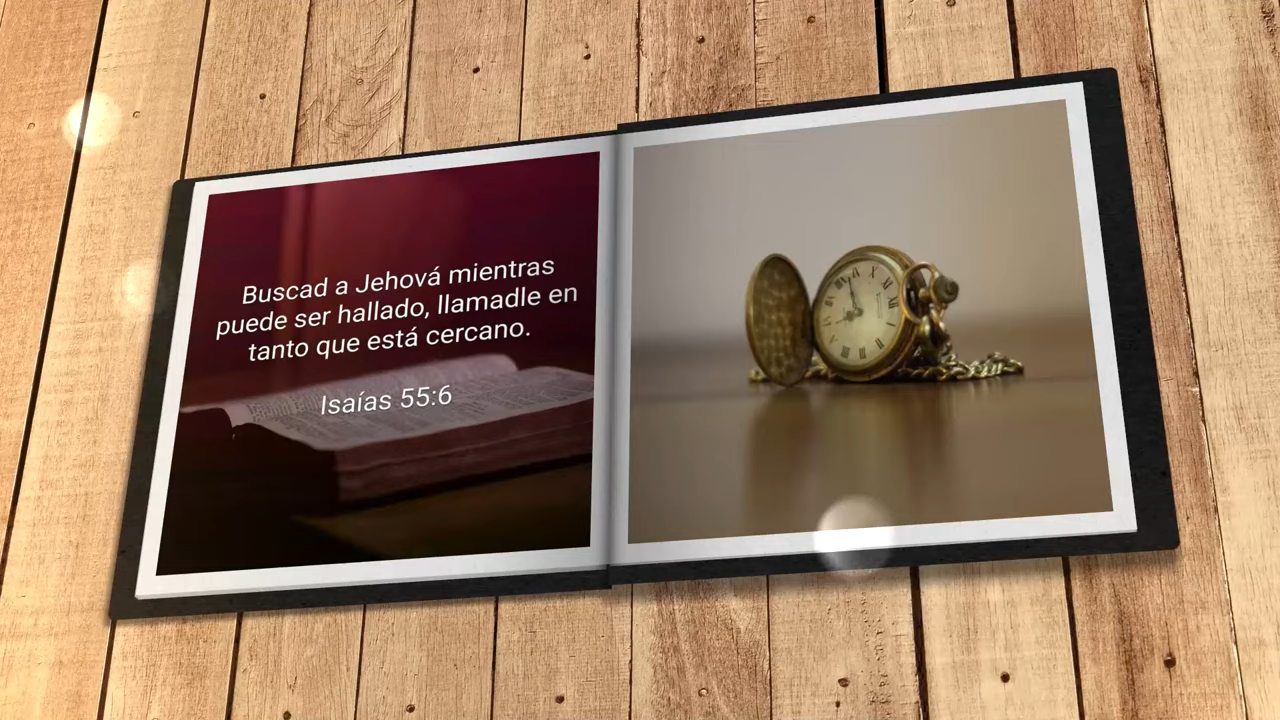 Buscad a Jehová mientras
puede ser hallado, llamadle en
tanto que está cercano.
Isaías 55:6